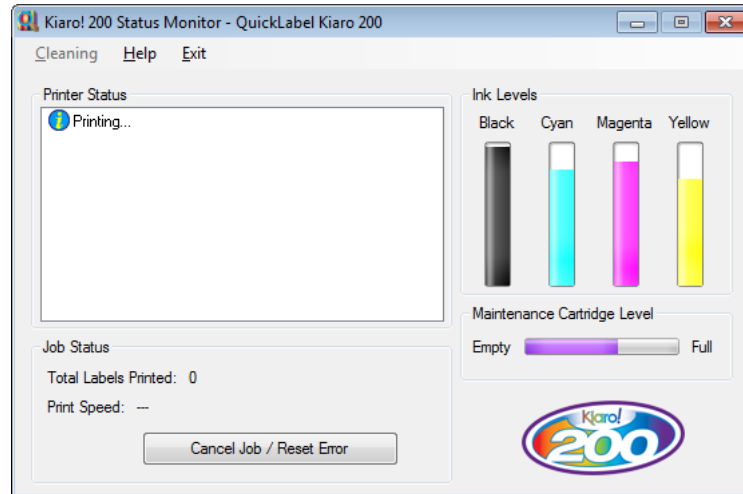 Kiaro! 200 Status Monitor - QuickLabel Kiaro 200
Cleaning Help Exit
Printer Status
Printing...
Ink Levels
Black Cyan Magenta Yellow
Maintenance Cartridge Level
Empty Full
Job Status
Total Labels Printed: 0
Print Speed: ---
Cancel Job / Reset Error
Kiaro!
200